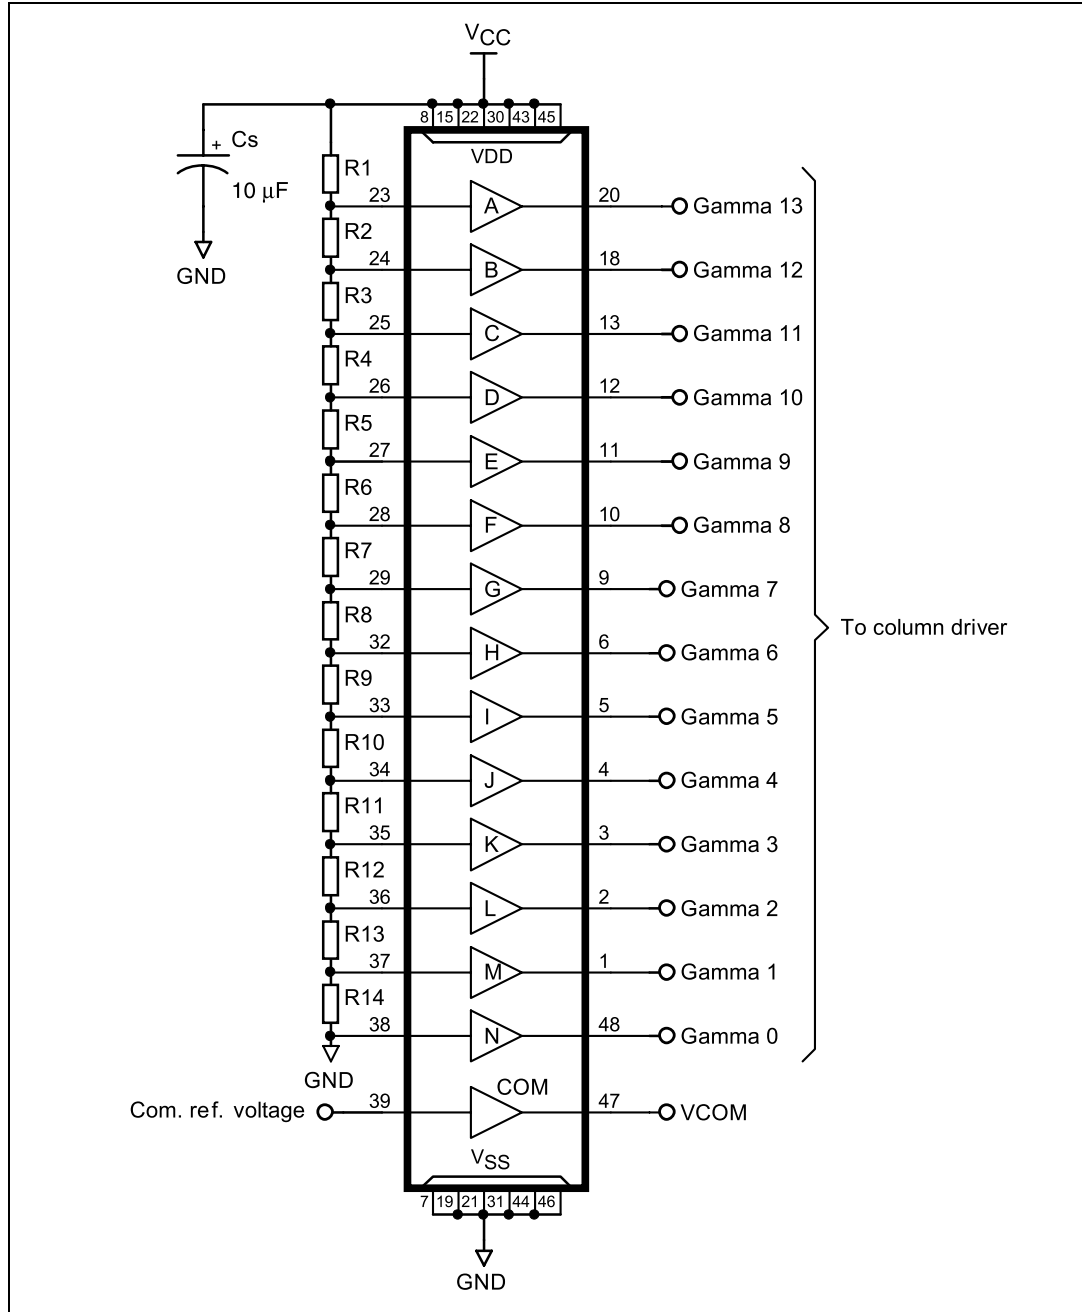 VCC
8 15 22 30 43 45
+ Cs
10 µF
GND
VDD
R1
23 A 20 Gamma 13
R2
24 B 18 Gamma 12
R3
25 C 13 Gamma 11
R4
26 D 12 Gamma 10
R5
27 E 11 Gamma 9
R6
28 F 10 Gamma 8
R7
29 G 9 Gamma 7
To column driver
R8
32 H 6 Gamma 6
R9
33 I 5 Gamma 5
R10
34 J 4 Gamma 4
R11
35 K 3 Gamma 3
R12
36 L 2 Gamma 2
R13
37 M 1 Gamma 1
R14
38 N 48 Gamma 0
GND
COM
Com. ref. voltage 39 47 VCOM
VSS
7 19 21 31 44 46
GND